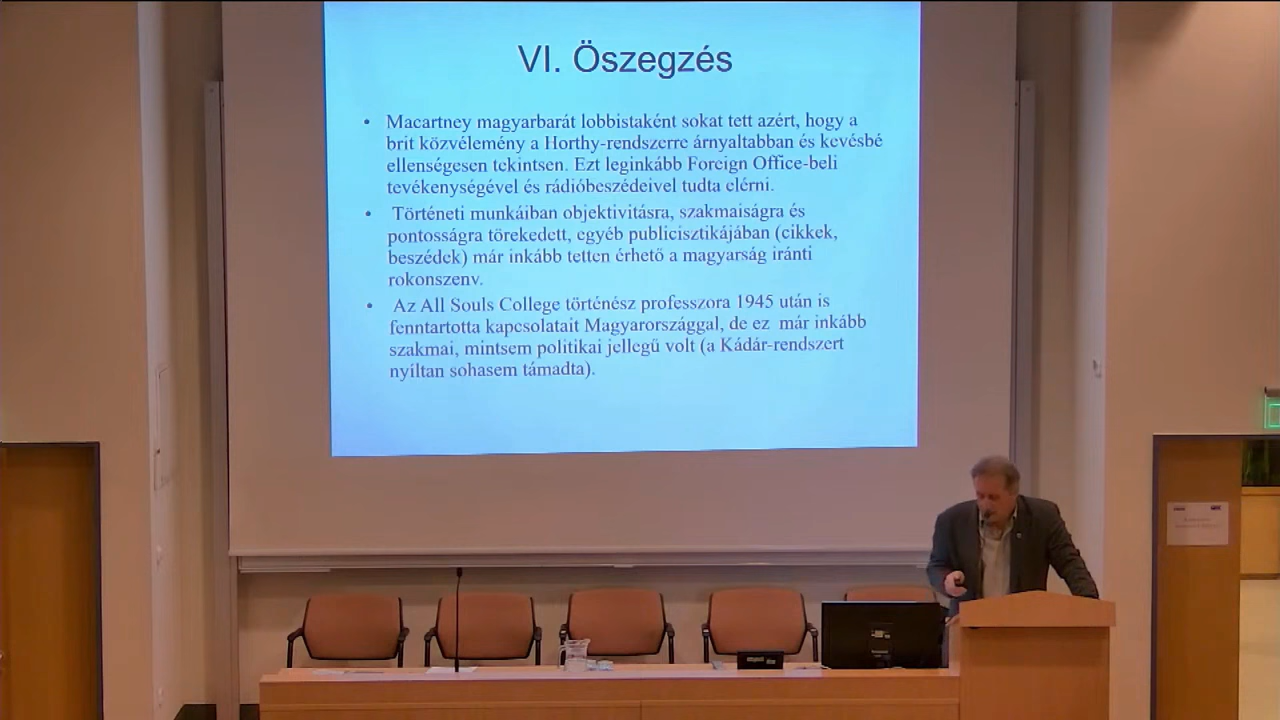 VI. Öszegzés
• Macartney magyarbarát lobbistaként sokat tett azért, hogy a
brit közvélemény a Horthy-rendszerre árnyaltabban és kevésbé
ellenségesen tekintsen. Ezt leginkább Foreign Office-beli
tevékenységével és rádióbeszédeivel tudta elérni.
• Történeti munkáiban objektivitásra, szakmaiságra és
pontosságra törekedett, egyéb publicisztikájában (cikkek,
beszédek) már inkább tetten érhető a magyarság iránti
rokonszenv.
• Az All Souls College történész professzora 1945 után is
fenntartotta kapcsolatait Magyarországgal, de ez már inkább
szakmai, mintsem politikai jellegű volt (a Kádár-rendszert
nyíltan sohasem támadta).